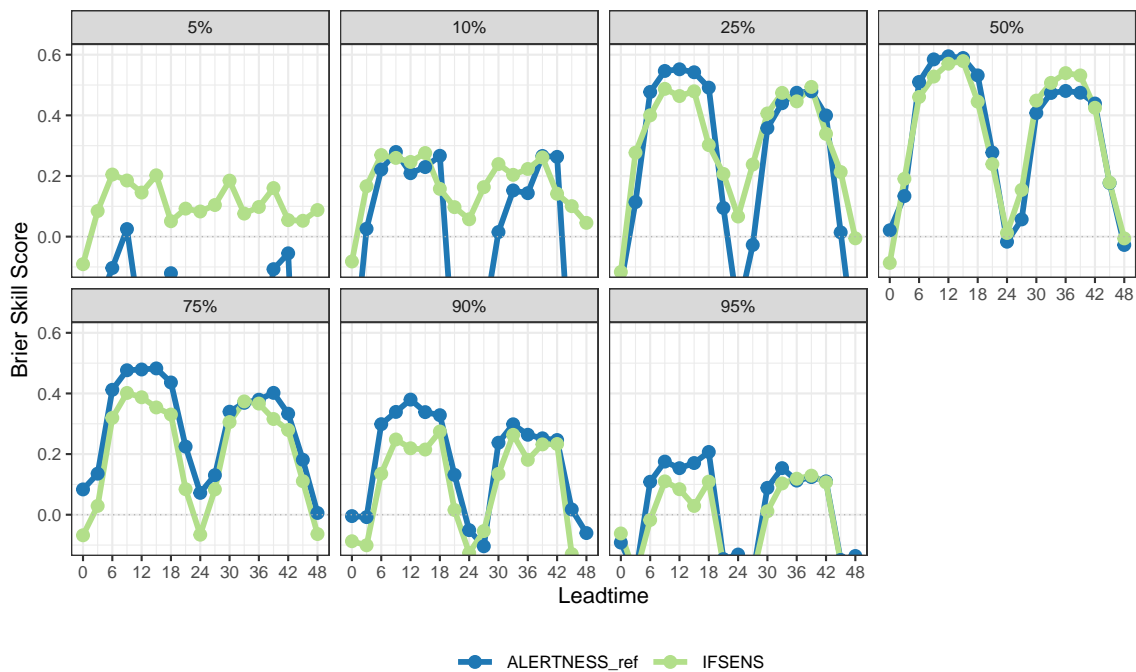 5% 10% 25% 50%
0.6
0.4
0.2
0.0
0 6 12 18 24 30 36 42 48
75% 90% 95%
0.6
0.4
0.2
0.0
0 6 12 18 24 30 36 42 48 0 6 12 18 24 30 36 42 48 0 6 12 18 24 30 36 42 48
Brier Skill Score
Leadtime
ALERTNESS_ref IFSENS